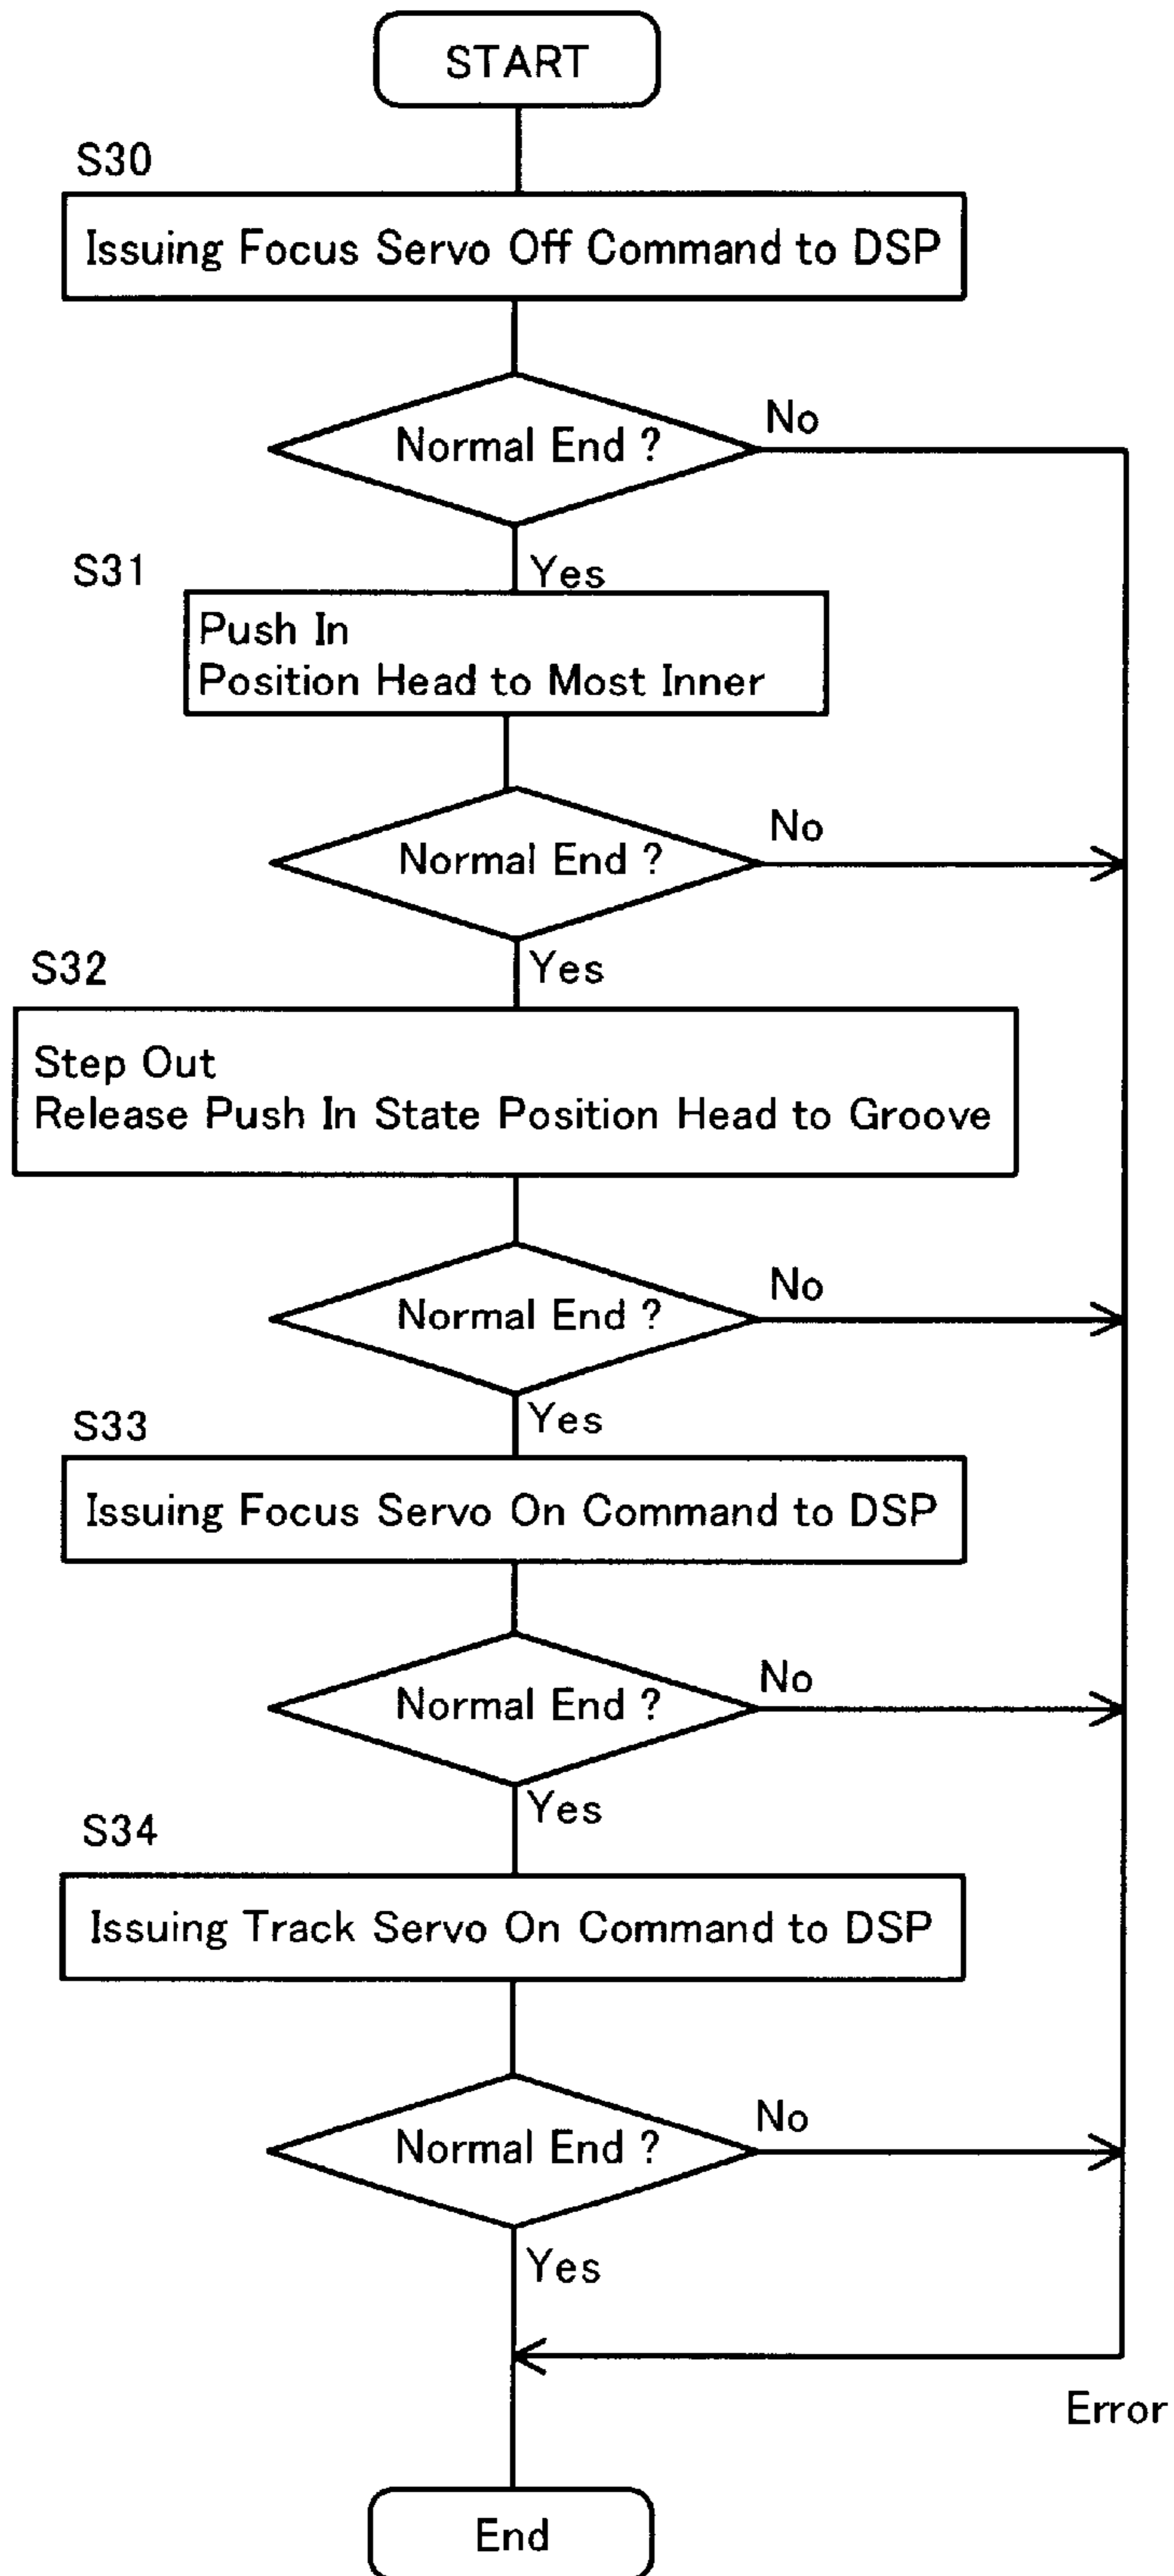 START
S30
Issuing Focus Servo Off Command to DSP
Normal End ?
No
Yes
S31
Push In
Position Head to Most Inner
Normal End ?
No
Yes
S32
Step Out
Release Push In State Position Head to Groove
Normal End ?
No
Yes
S33
Issuing Focus Servo On Command to DSP
Normal End ?
No
Yes
S34
Issuing Track Servo On Command to DSP
Normal End ?
No
Yes
Error
End